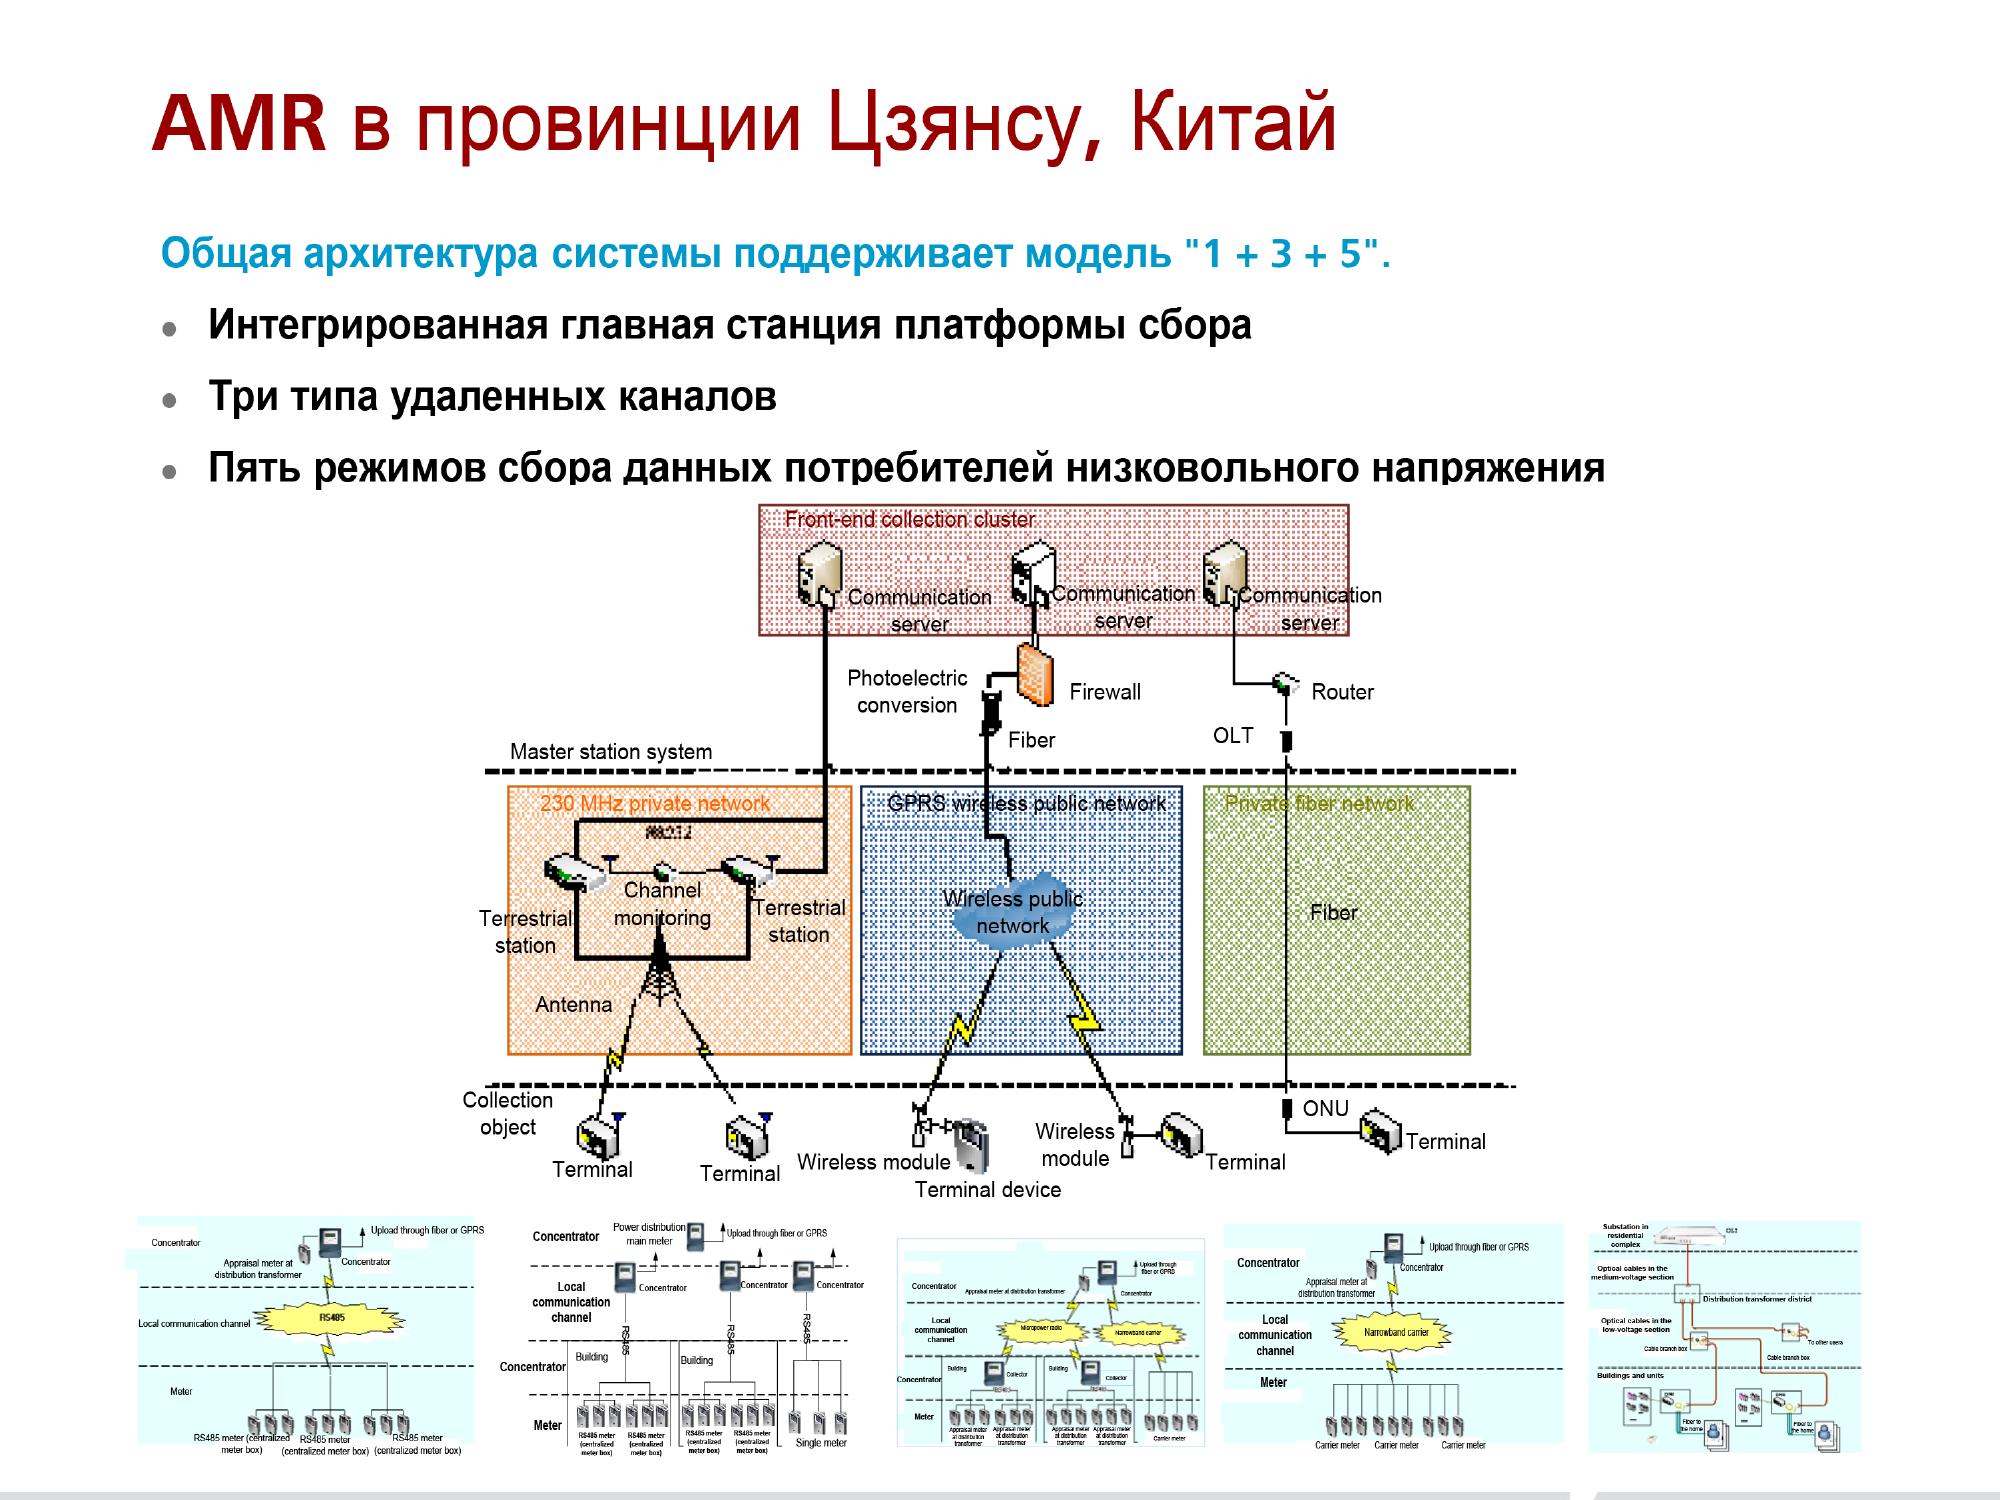 AMR в провинции Цзянсу, Китай
Общая архитектура системы поддерживает модель "1 + 3 + 5".
Интегрированная главная станция платформы сбора
Три типа удаленных каналов
Пять режимов сбора данных потребителей низковольного напряжения
Front-end collection cluster
Communication
server
Communication
server
Communication
server
Photoelectric
conversion
Firewall
Router
Fiber
OLT
Master station system
230 MHz private network
GPRS wireless public network
Private fiber network
Channel
monitoring
Terrestrial
station
Terrestrial
station
Wireless public
network
Fiber
Antenna
Collection
object
ONU
Wireless
module
Terminal
Terminal
Terminal
Wireless module
Terminal
Terminal device
Concentrator
Upload through fiber or GPRS
Appraisal meter at
distribution transformer
Concentrator
Local communication channel
RS485
Meter
RS485 meter (centralized
meter box)
RS485 meter
(centralized meter box)
RS485 meter
(centralized meter box)
Concentrator
Power distribution
main meter
Upload through fiber or GPRS
Concentrator
Concentrator
Concentrator
Local
communication
channel
RS485
RS485
RS485
Concentrator
Building
Building
Meter
RS485 meter
(centralized
meter box)
RS485 meter
(centralized
meter box)
RS485 meter
(centralized
meter box)
RS485 meter
(centralized
meter box)
Single meter
Concentrator
Upload through
fiber or GPRS
Appraisal meter at distribution transformer
Concentrator
Local
communication
channel
Micropower radio
Narrowband carrier
Building
Building
Concentrator
Collector
Collector
Meter
Appraisal meter
at distribution
transformer
Appraisal meter
at distribution
transformer
Appraisal meter
at distribution
transformer
Appraisal meter
at distribution
transformer
Carrier meter
Concentrator
Upload through fiber or GPRS
Concentrator
Appraisal meter at
distribution transformer
Local
communication
channel
Narrowband carrier
Meter
Carrier meter
Carrier meter
Carrier meter
Substation in
residential
complex
OLT
Optical cables in the
medium-voltage section
Distribution transformer district
Optical cables in the
low-voltage section
To other users
Cable branch box
Cable branch box
Buildings and units
Fiber to
the home
Fiber to
the home